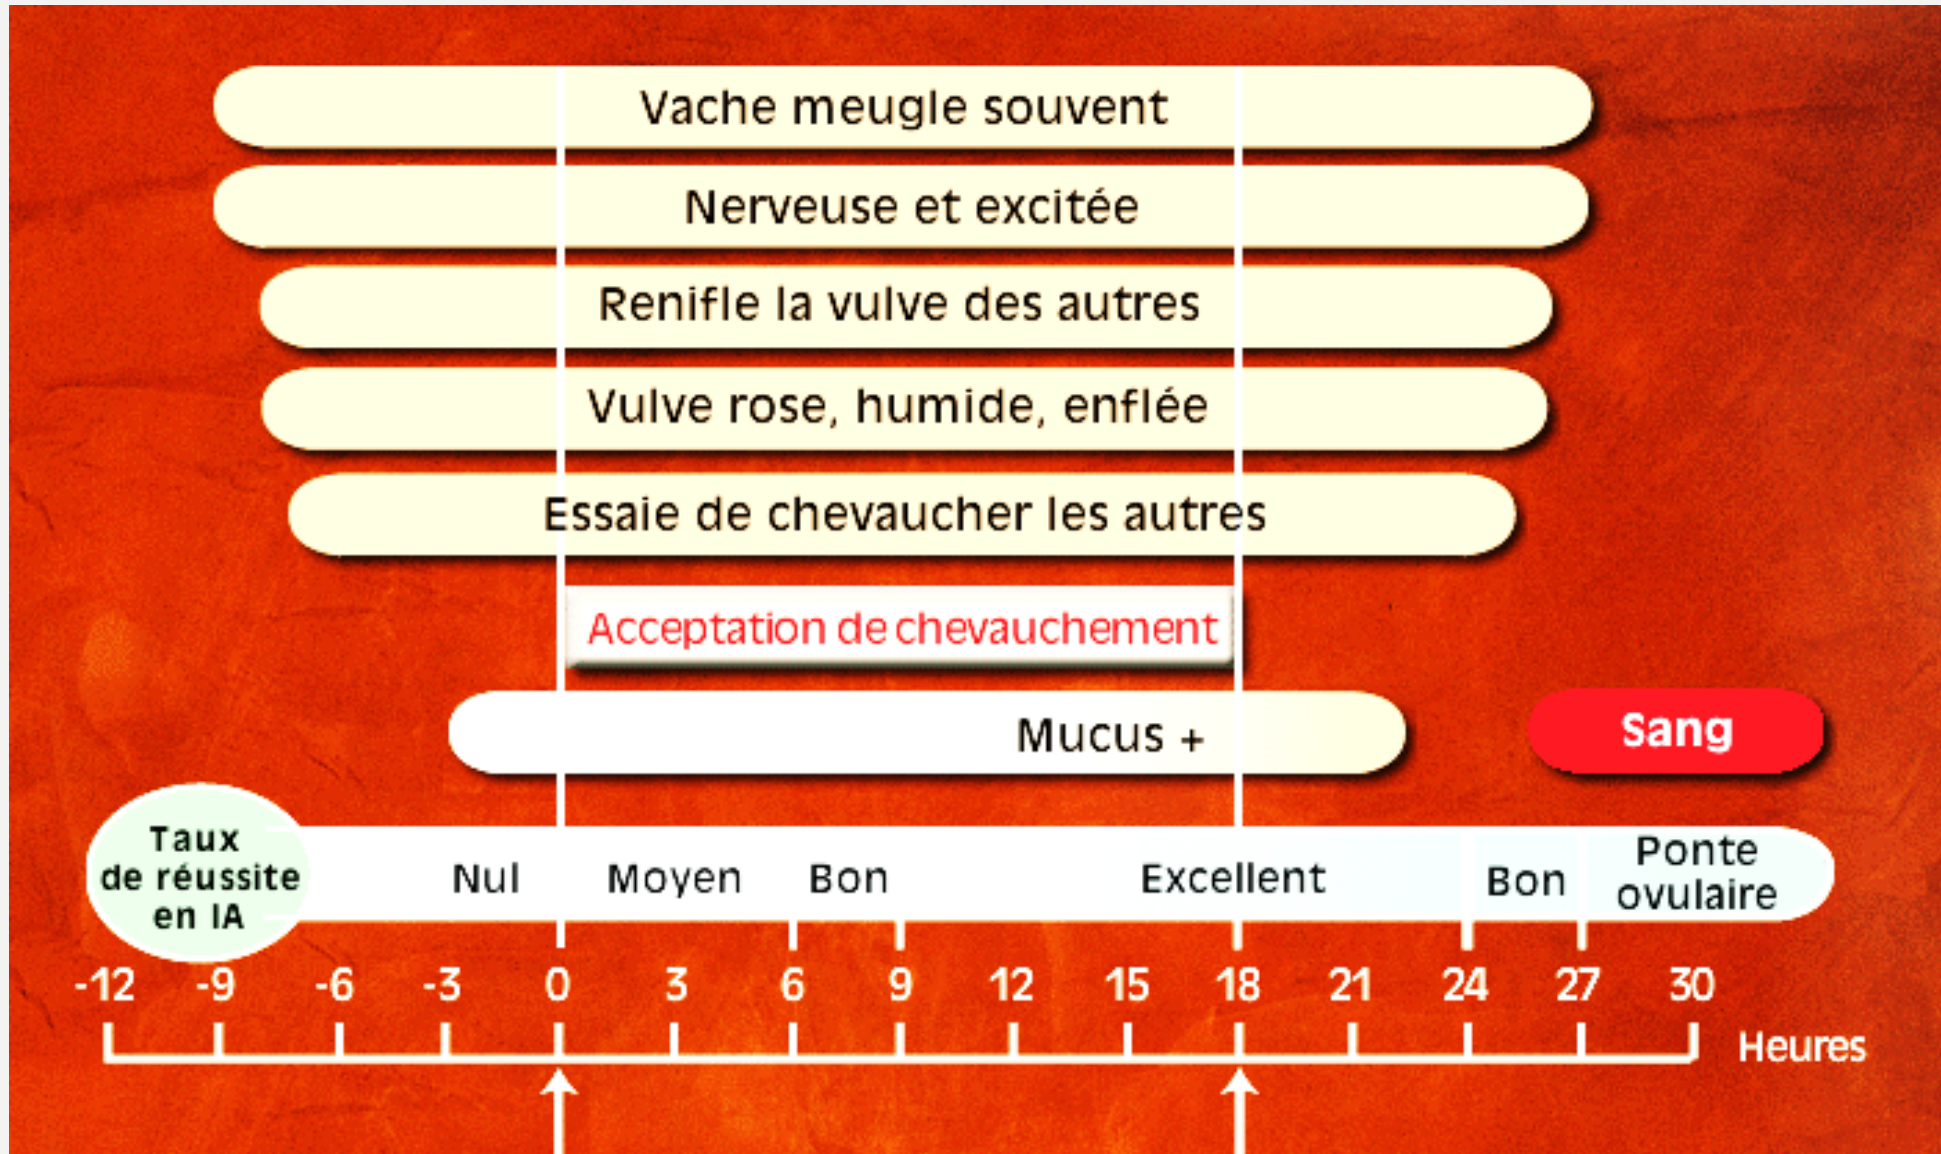 Vache meugle souvent
Nerveuse et excitée
Renifle la vulve des autres
Vulve rose, humide, enflée
Essaie de chevaucher les autres
Acceptation de chevauchement
Mucus +
Sang
Taux
de réussite
en IA
Nul
Moyen
Bon
Excellent
Bon
Ponte
ovulaire
-12 -9 -6 -3 0 3 6 9 12 15 18 21 24 27 30
Heures